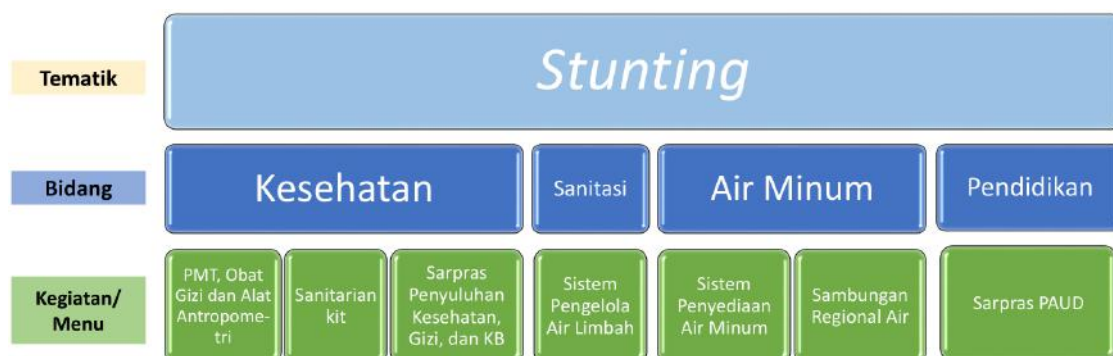 Tematik
Stunting
Bidang
Kesehatan
Sanitasi
Air Minum
Pendidikan
Kegiatan/
Menu
PMT, Obat
Gizi dan Alat
Antropome-
tri
Sanitarian
kit
Sarpras
Penyuluhan
Kesehatan,
Gizi, dan KB
Sistem
Pengelola
Air Limbah
Sistem
Penyediaan
Air Minum
Sambungan
Regional Air
Sarpras PAUD